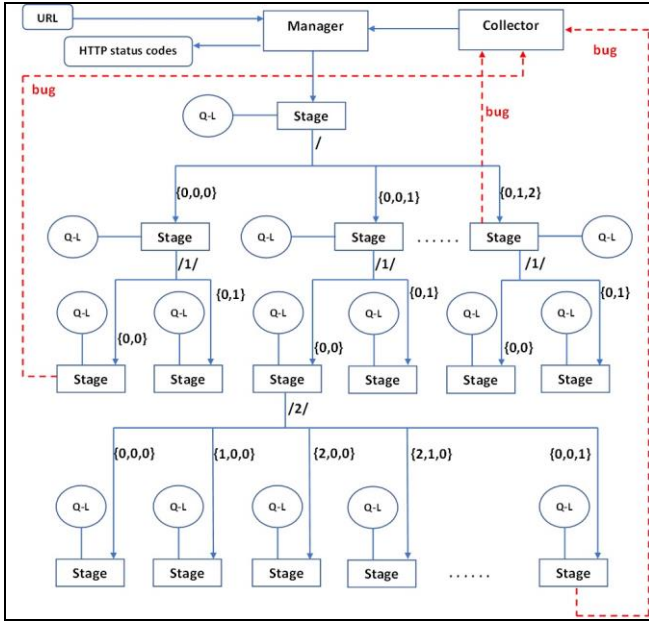 URL
Manager
Collector
HTTP status codes
bug
bug
Q-L
Stage
bug
/
{0,0,0}
{0,0,1}
{0,1,2}
Q-L
Stage
Q-L
Stage
......
Stage
Q-L
/1/
/1/
/1/
Q-L
Q-L
{0,1}
Q-L
Q-L
{0,1}
Q-L
Q-L
{0,1}
{0,0}
{0,0}
{0,0}
Stage
Stage
Stage
Stage
Stage
Stage
/2/
{0,0,0}
{1,0,0}
{2,0,0}
{2,1,0}
{0,0,1}
Q-L
Q-L
Q-L
Q-L
Q-L
Stage
Stage
Stage
Stage
......
Stage